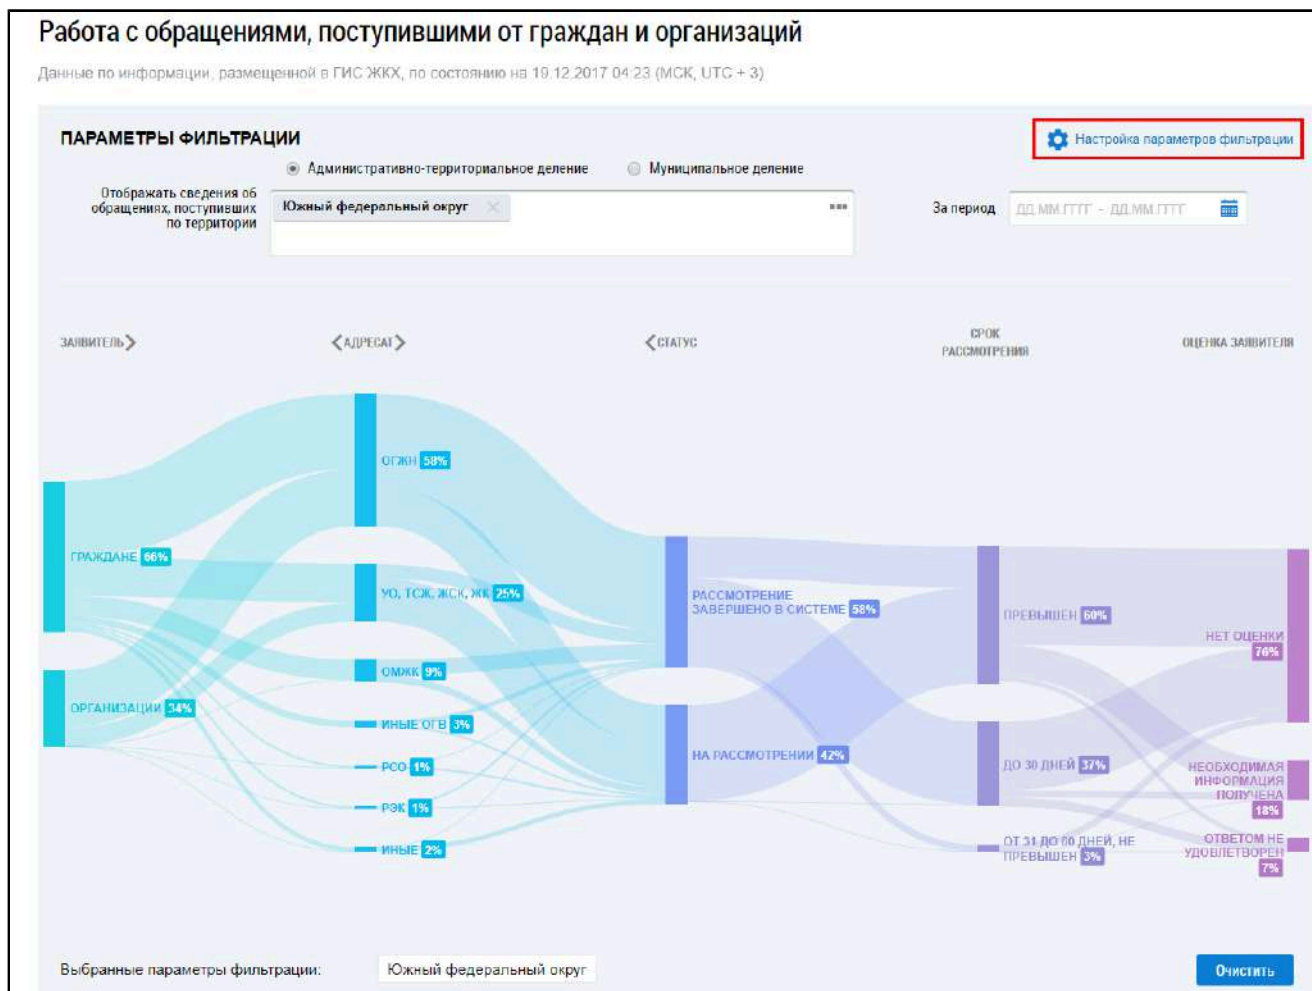 Работа с обращениями, поступившими от граждан и организаций
Данные по информации, размещенной в ГИС ЖКХ, по состоянию на 19.12.2017 04:23 (МСК, UTC + 3)
ПАРАМЕТРЫ ФИЛЬТРАЦИИ
Настройка параметров фильтрации
Административно-территориальное деление
Муниципальное деление
Отображать сведения об
обращениях, поступивших
по территории
Южный федеральный округ
За период
ДД.ММ.ГГГГ - ДД.ММ.ГГГГ
ЗАЯВИТЕЛЬ
АДРЕСАТ
СТАТУС
СРОК
РАССМОТРЕНИЯ
ОЦЕНКА ЗАЯВИТЕЛЯ
ГРАЖДАНЕ 66%
ОРГАНИЗАЦИИ 34%
ОГЖН 58%
УО, ТСЖ, ЖСК, ЖК 25%
ОМЖК 9%
ИНЫЕ ОГВ 3%
РСО 1%
РЭК 1%
ИНЫЕ 2%
РАССМОТРЕНИЕ
ЗАВЕРШЕНО В СИСТЕМЕ 58%
НА РАССМОТРЕНИИ 42%
ПРЕВЫШЕН 60%
ДО 30 ДНЕЙ 37%
ОТ 31 ДО 60 ДНЕЙ, НЕ
ПРЕВЫШЕН 3%
НЕТ ОЦЕНКИ
76%
НЕОБХОДИМАЯ
ИНФОРМАЦИЯ
ПОЛУЧЕНА
18%
ОТВЕТОМ НЕ
УДОВЛЕТВОРЕН
7%
Выбранные параметры фильтрации:
Южный федеральный округ
Очистить